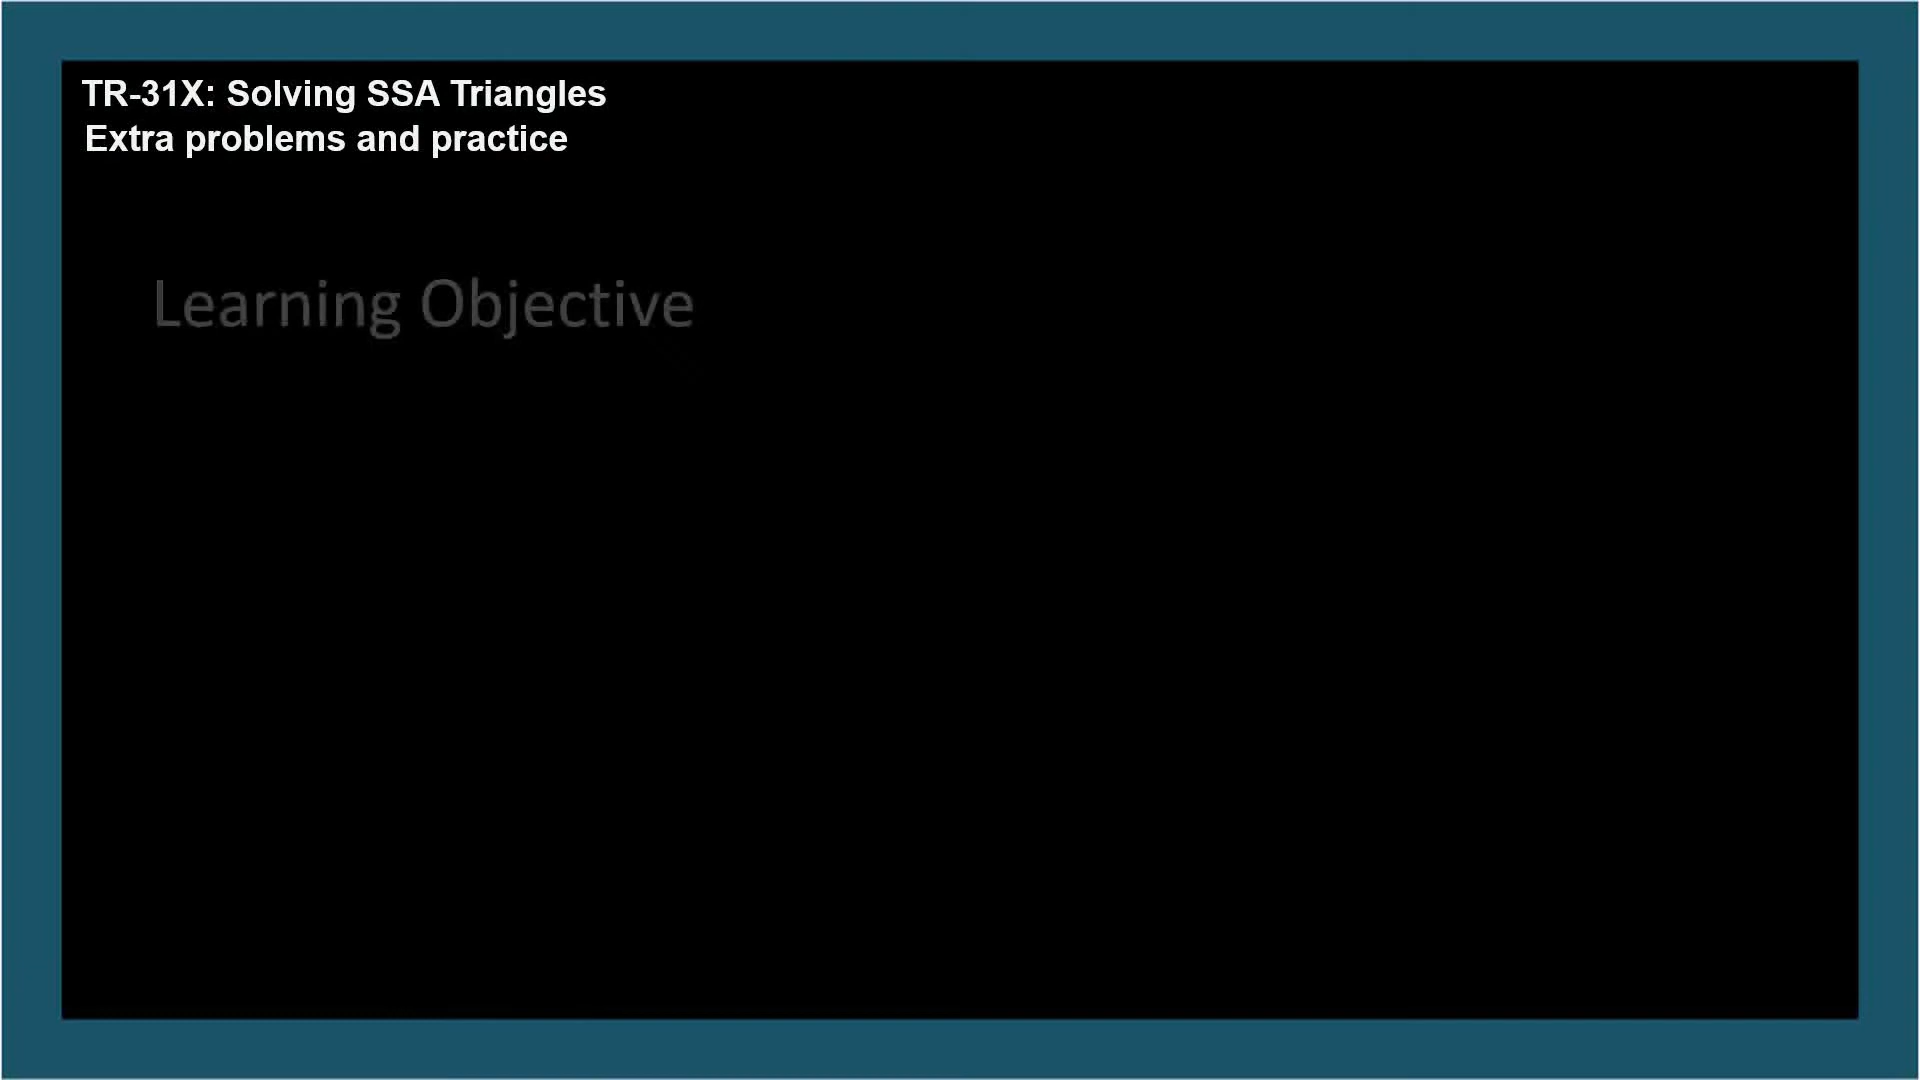 TR-31X: Solving SSA Triangles
Extra problems and practice
Learning Objective